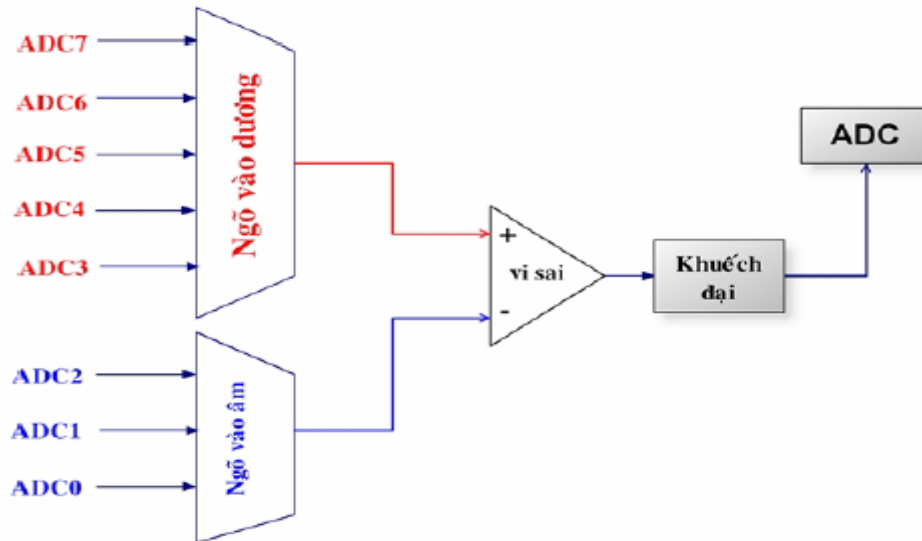 ADC7
ADC6
ADC5
ADC4
ADC3
Ngõ vào dương
ADC2
ADC1
ADC0
Ngõ vào âm
+
vi sai
-
Khuếch
đại
ADC